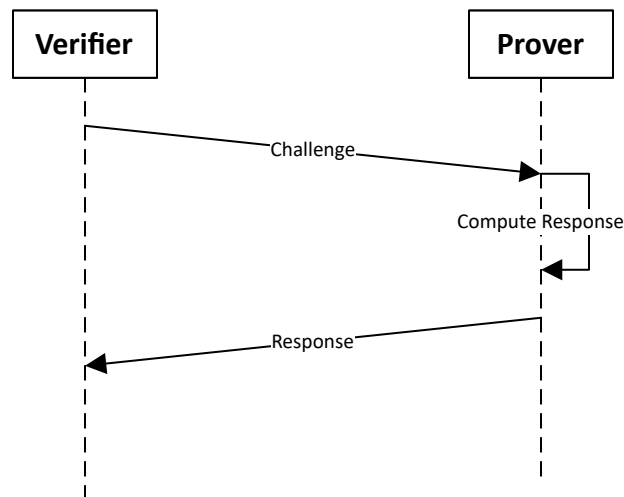 Verifier
Prover
Challenge
Compute Response
Response